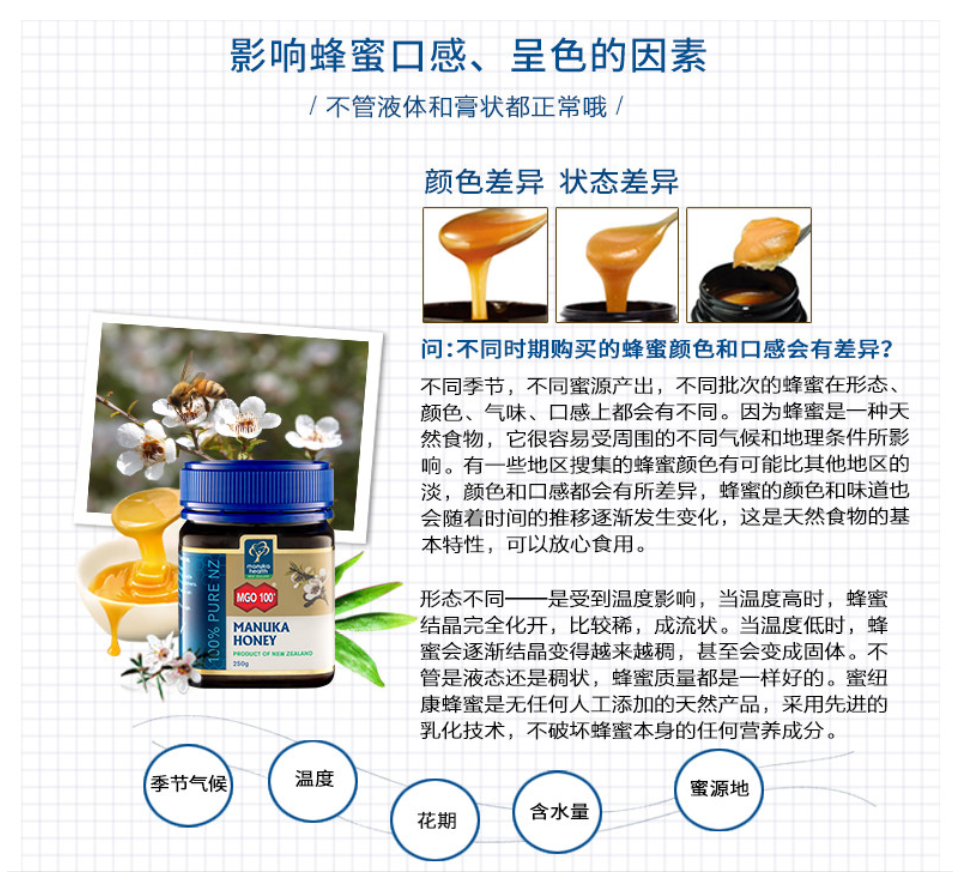 影响蜂蜜口感、呈色的因素
/ 不管液体和膏状都正常哦 /
颜色差异 状态差异
问：不同时期购买的蜂蜜颜色和口感会有差异？
不同季节，不同蜜源产出，不同批次的蜂蜜在形态、
颜色、气味、口感上都会有不同。因为蜂蜜是一种天
然食物，它很容易受周围的不同气候和地理条件所影
响。有一些地区搜集的蜂蜜颜色有可能比其他地区的
淡，颜色和口感都会有所差异，蜂蜜的颜色和味道也
会随着时间的推移逐渐发生变化，这是天然食物的基
本特性，可以放心食用。
形态不同——是受到温度影响，当温度高时，蜂蜜
结晶完全化开，比较稀，成流状。当温度低时，蜂
蜜会逐渐结晶变得越来越稠，甚至会变成固体。不
管是液态还是稠状，蜂蜜质量都是一样好的。蜜纽
康蜂蜜是无任何人工添加的天然产品，采用先进的
乳化技术，不破坏蜂蜜本身的任何营养成分。
100% PURE NZ
manuka
health
NEW ZEALAND
MGO 100+
MANUKA
HONEY
PRODUCT OF NEW ZEALAND
250g
季节气候
温度
花期
含水量
蜜源地